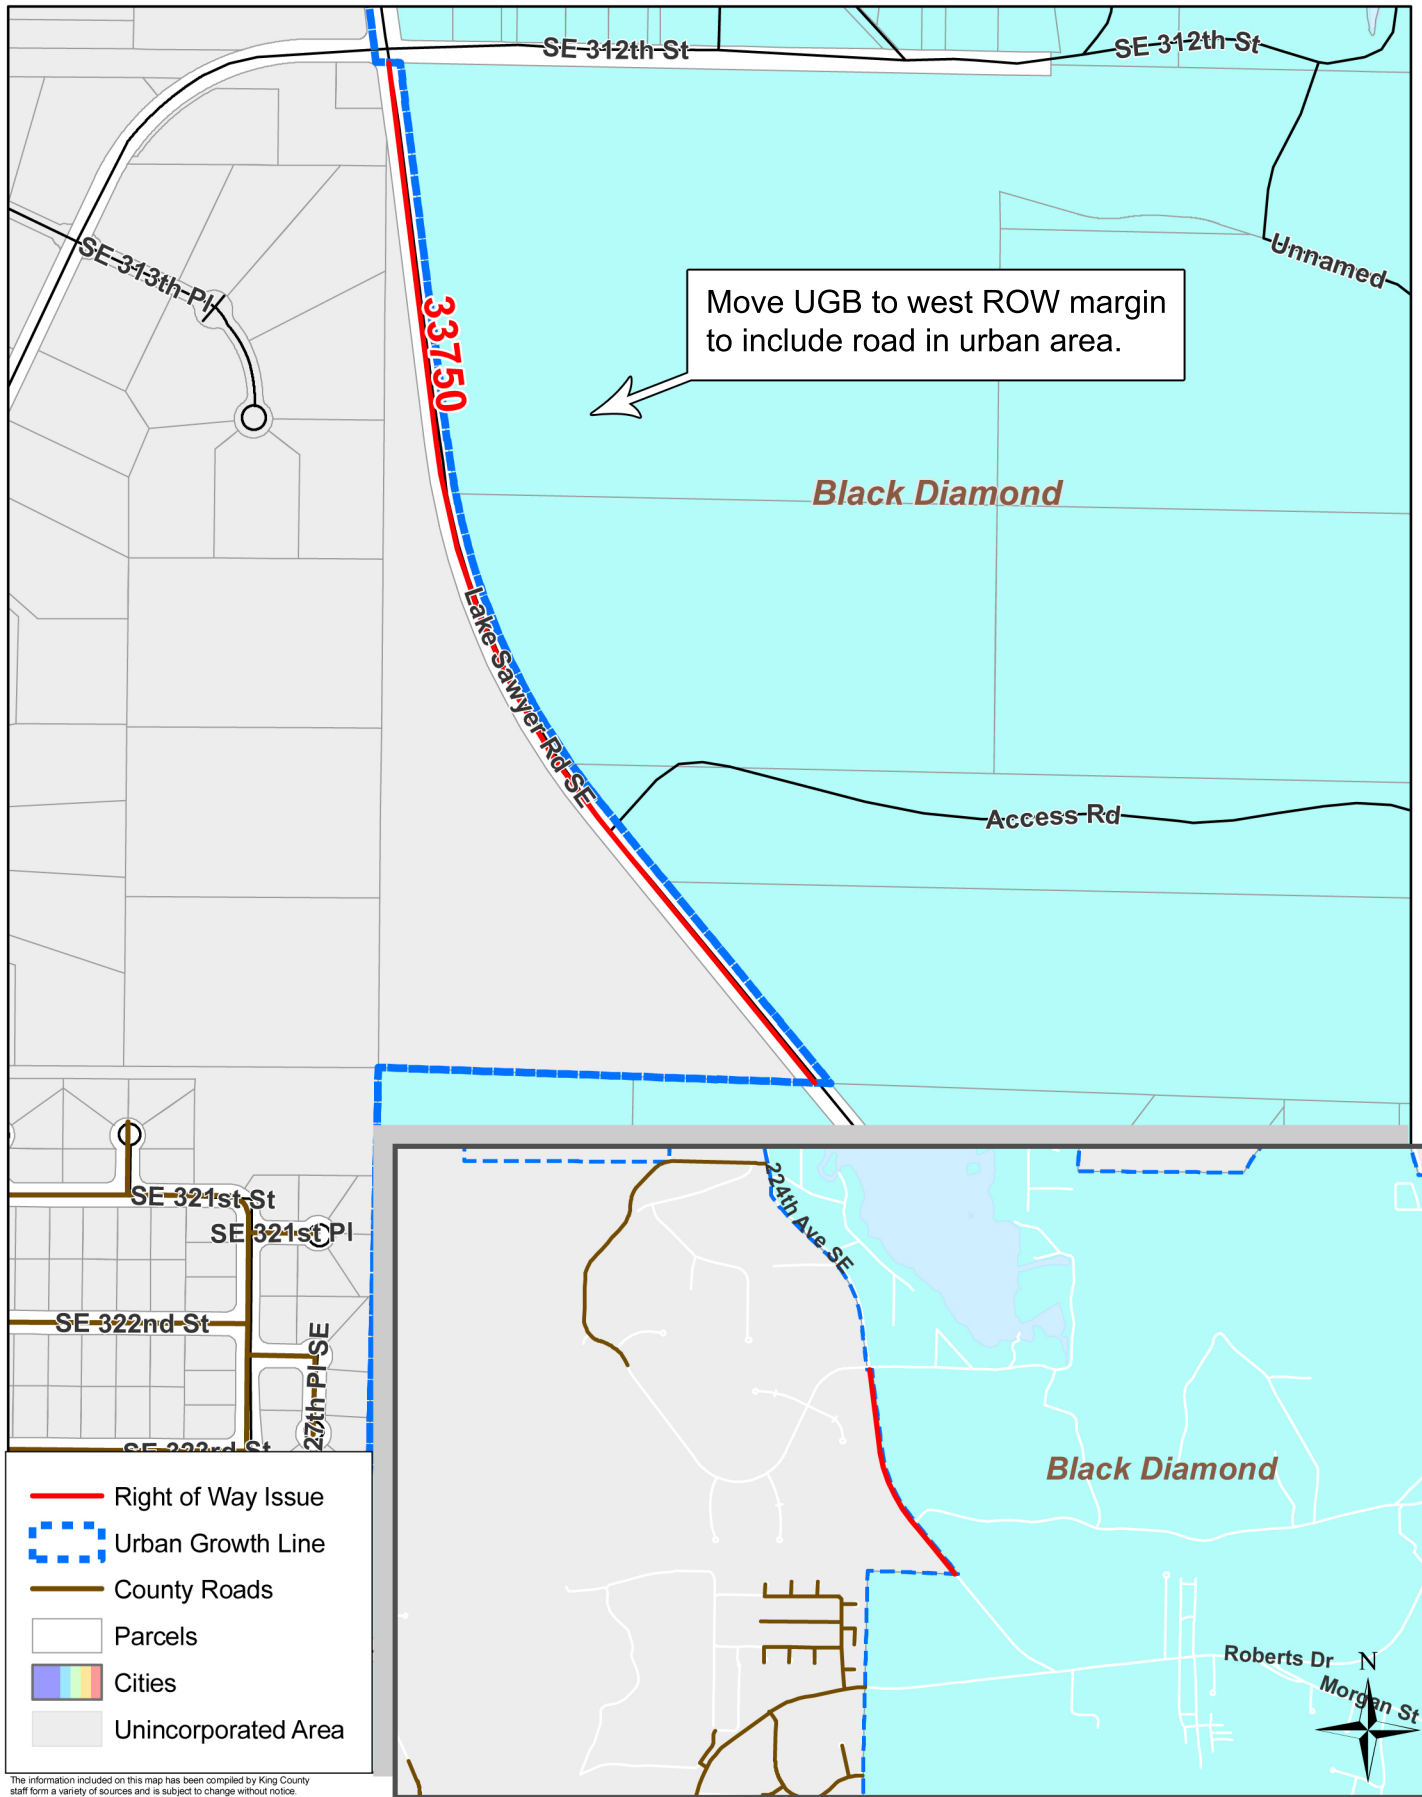 SE 312th St
SE 312th St
SE 313th Pl
Unnamed
33750
Move UGB to west ROW margin
to include road in urban area.
Black Diamond
Lake Sawyer Rd SE
Access Rd
SE 321st St
SE 321st Pl
SE 322nd St
27th Pl SE
SE 323rd St
224th Ave SE
Black Diamond
Roberts Dr
Morgan St
N
Right of Way Issue
Urban Growth Line
County Roads
Parcels
Cities
Unincorporated Area
The information included on this map has been compiled by King County
staff form a variety of sources and is subject to change without notice.